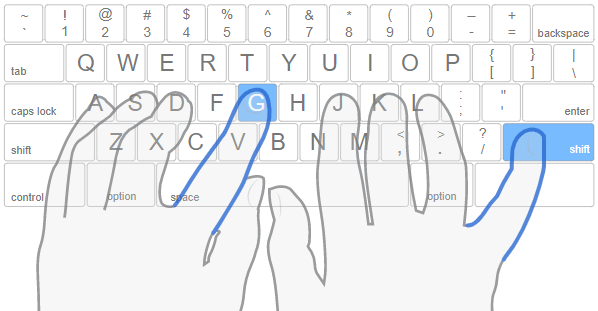 ~ ! @ # $ % ^ & * ( ) — +
` 1 2 3 4 5 6 7 8 9 0 - = backspace
tab Q W E R T Y U I O P { } |
[ ] \
caps lock A S D F G H J K L : "
; ' enter
shift Z X C V B N M < > ?
, . / shift
control option space option